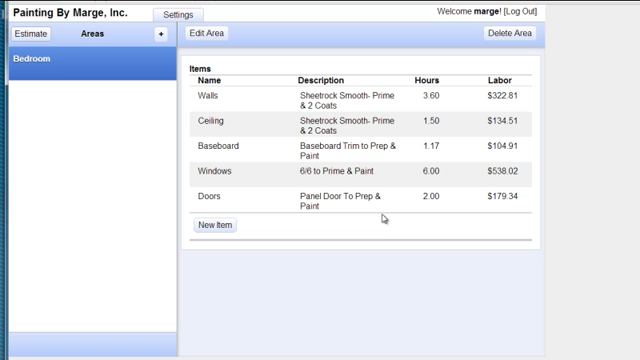 Painting By Marge, Inc.
Settings
Welcome marge! [Log Out]
Estimate
Areas
+
Edit Area
Delete Area
Bedroom
Items
Name Description Hours Labor
Walls Sheetrock Smooth- Prime 3.60 $322.81
& 2 Coats
Ceiling Sheetrock Smooth- Prime 1.50 $134.51
& 2 Coats
Baseboard Baseboard Trim to Prep & 1.17 $104.91
Paint
Windows 6/6 to Prime & Paint 6.00 $538.02
Doors Panel Door To Prep & 2.00 $179.34
Paint
New Item